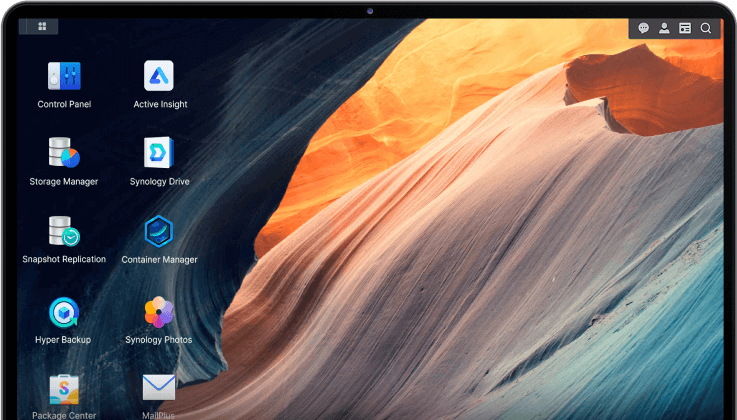 Control Panel
Active Insight
Storage Manager
Synology Drive
Snapshot Replication
Container Manager
Hyper Backup
Synology Photos
Package Center
MailPlus